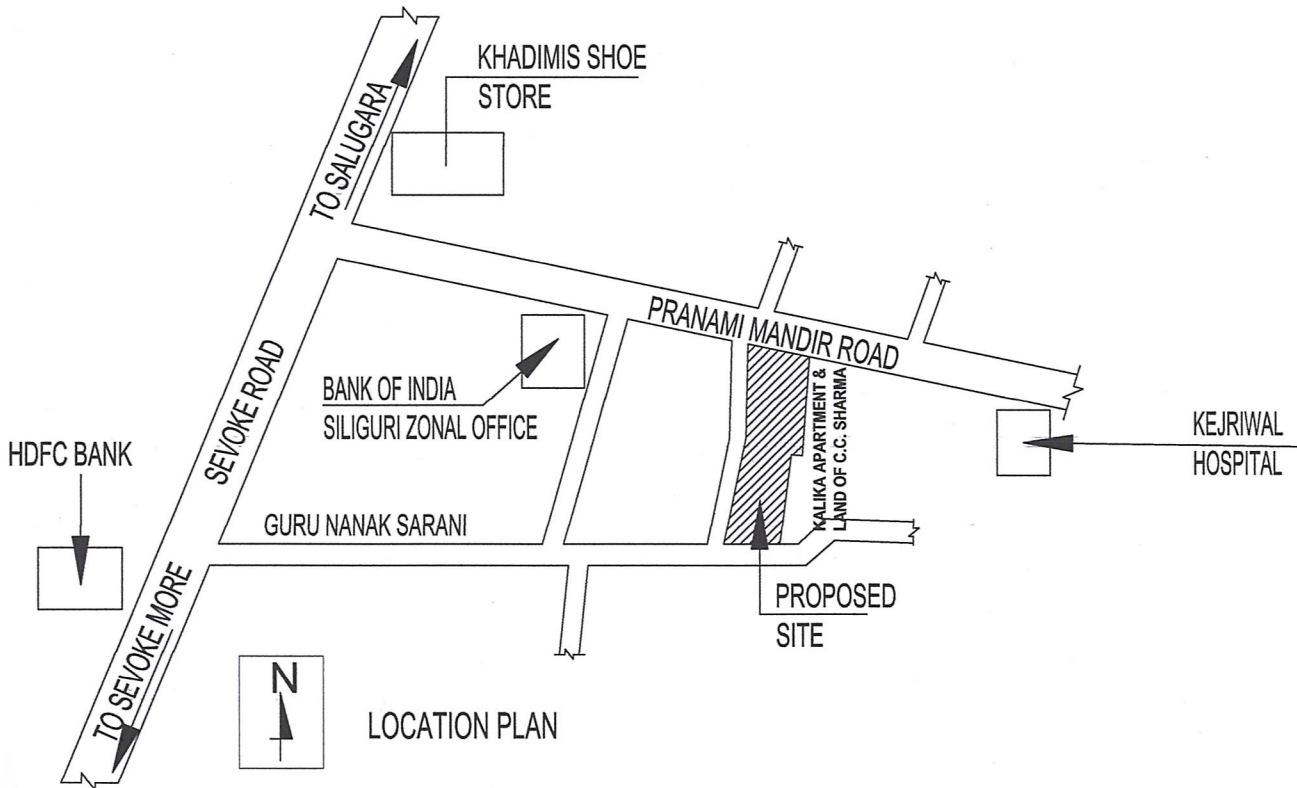 KHADIMIS SHOE
STORE
TO SALUGARA
PRANAMI MANDIR ROAD
SEVOKE ROAD
BANK OF INDIA
SILIGURI ZONAL OFFICE
KALIKA APARTMENT &
LAND OF C.C. SHARMA
KEJRIWAL
HOSPITAL
HDFC BANK
GURU NANAK SARANI
TO SEVOKE MORE
PROPOSED
SITE
N
LOCATION PLAN